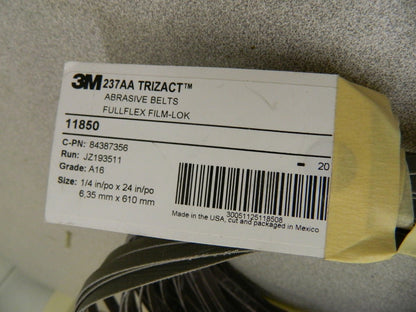 3M 237AA TRIZACT™
ABRASIVE BELTS
FULLFLEX FILM-LOK
11850
C-PN: 84387356
Run: JZ193511
Grade: A16
Size: 1/4 in/po x 24 in/po
6,35 mm x 610 mm
- 20
30051125118508
Made in the USA, cut and packaged in Mexico